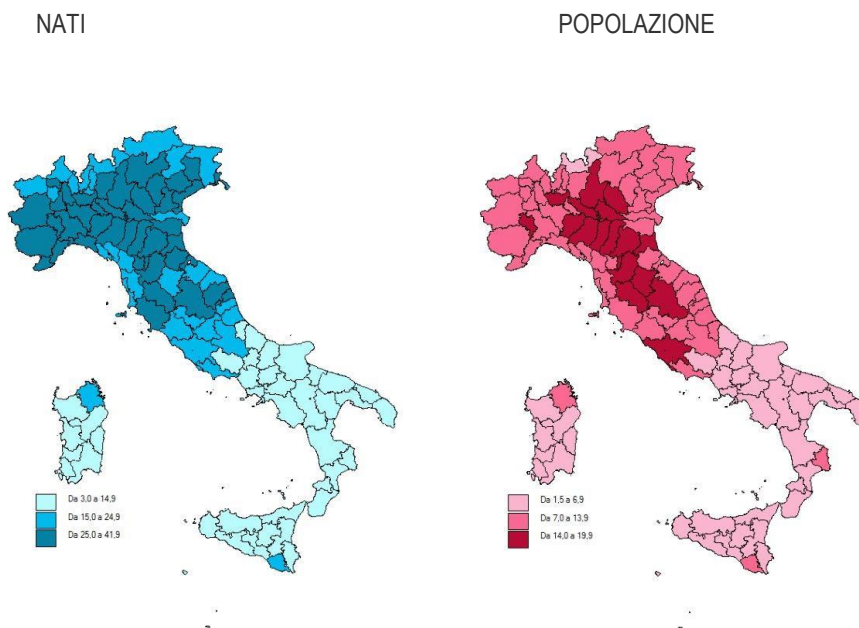 NATI
POPOLAZIONE
Da 3,0 a 14,9
Da 15,0 a 24,9
Da 25,0 a 41,9
Da 1,5 a 6,9
Da 7,0 a 13,9
Da 14,0 a 19,9